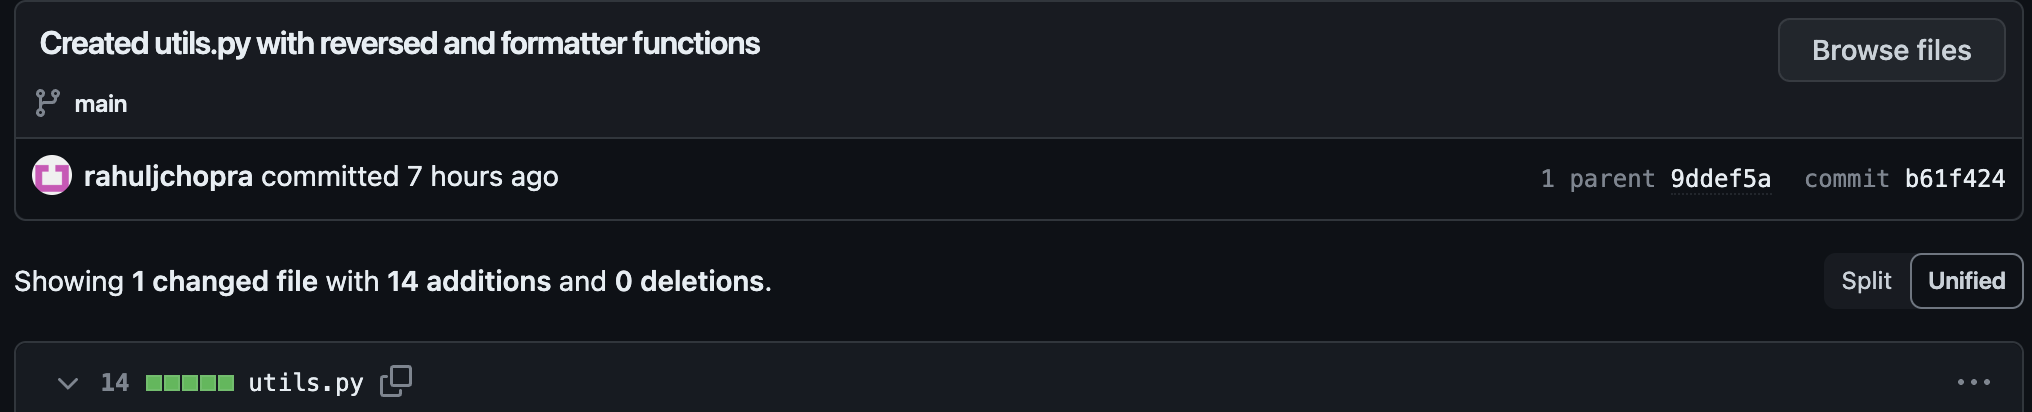 Created utils.py with reversed and formatter functions
Browse files
main
rahuljchopra committed 7 hours ago
1 parent 9ddef5a commit b61f424
Showing 1 changed file with 14 additions and 0 deletions.
Split Unified
14 utils.py